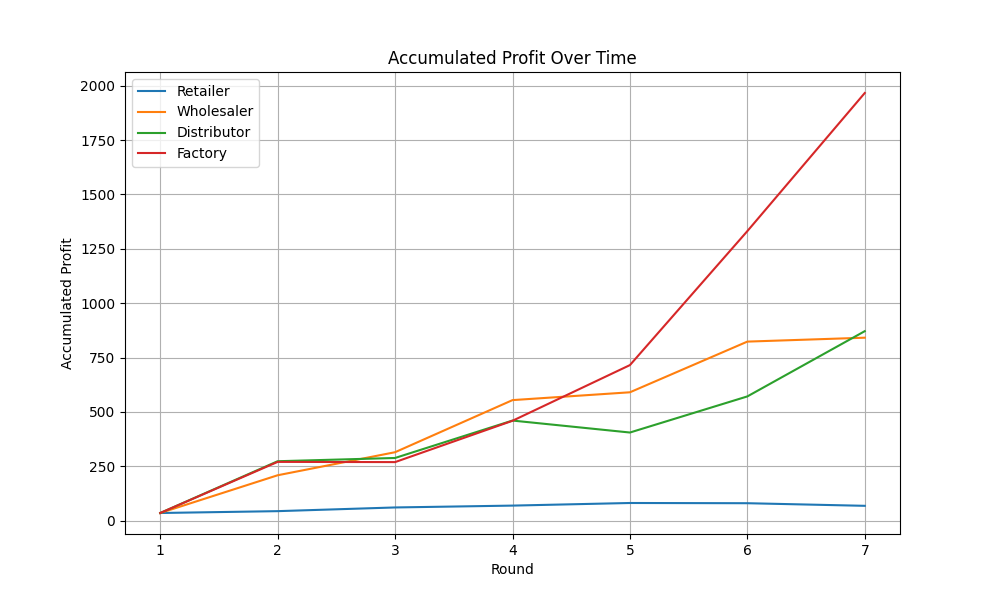 Accumulated Profit Over Time
Retailer
Wholesaler
Distributor
Factory
Accumulated Profit
2000
1750
1500
1250
1000
750
500
250
0
1 2 3 4 5 6 7
Round